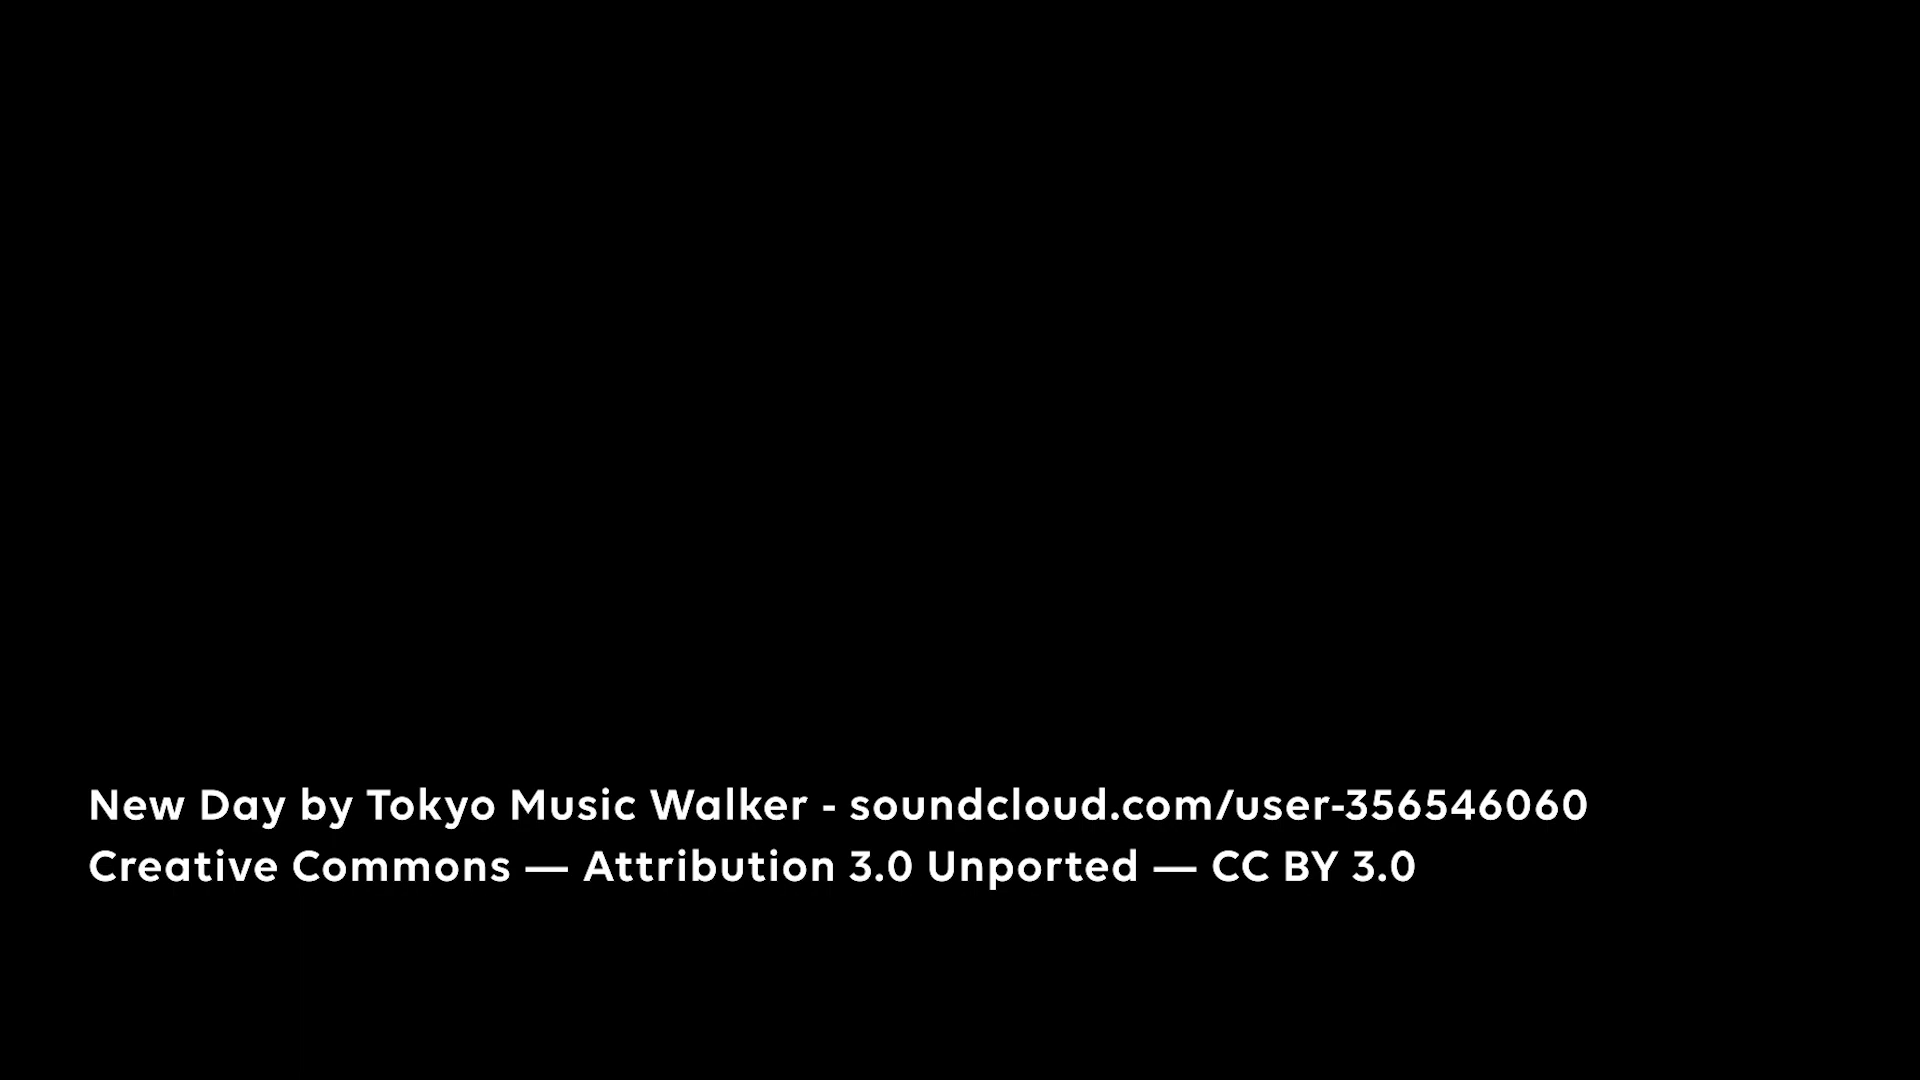 New Day by Tokyo Music Walker - soundcloud.com/user-356546060
Creative Commons — Attribution 3.0 Unported — CC BY 3.0